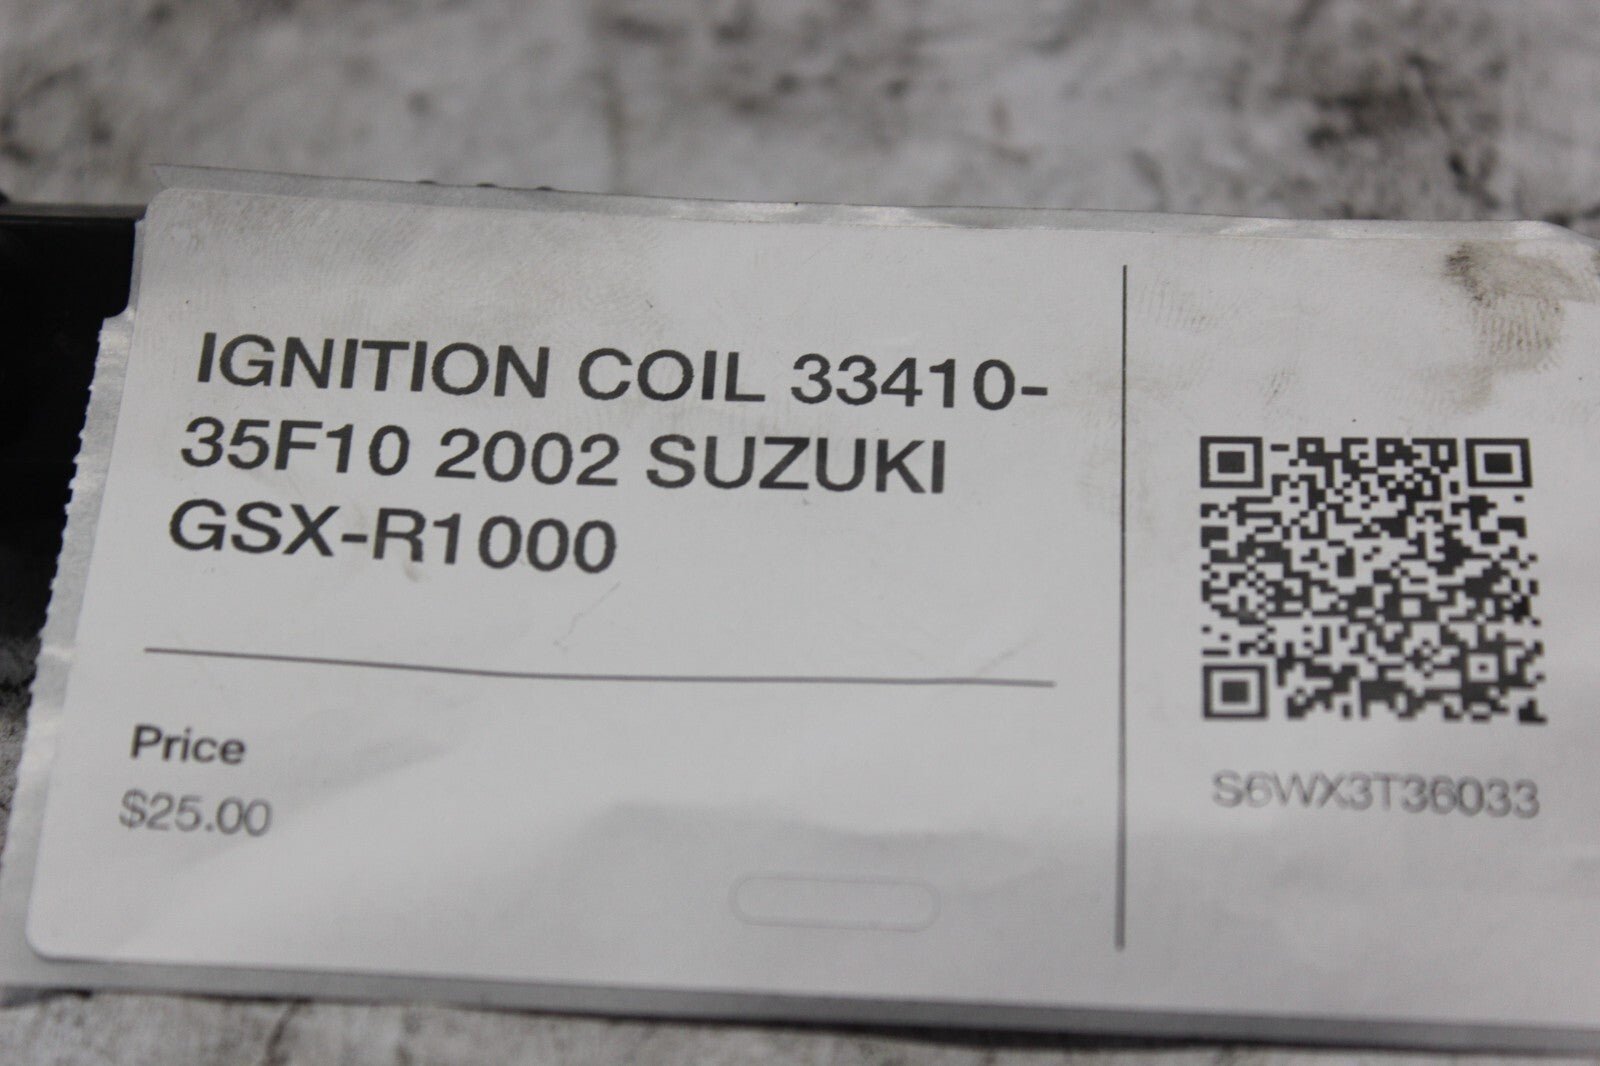 IGNITION COIL 33410-
35F10 2002 SUZUKI
GSX-R1000
Price
$25.00
S6WX3T36033